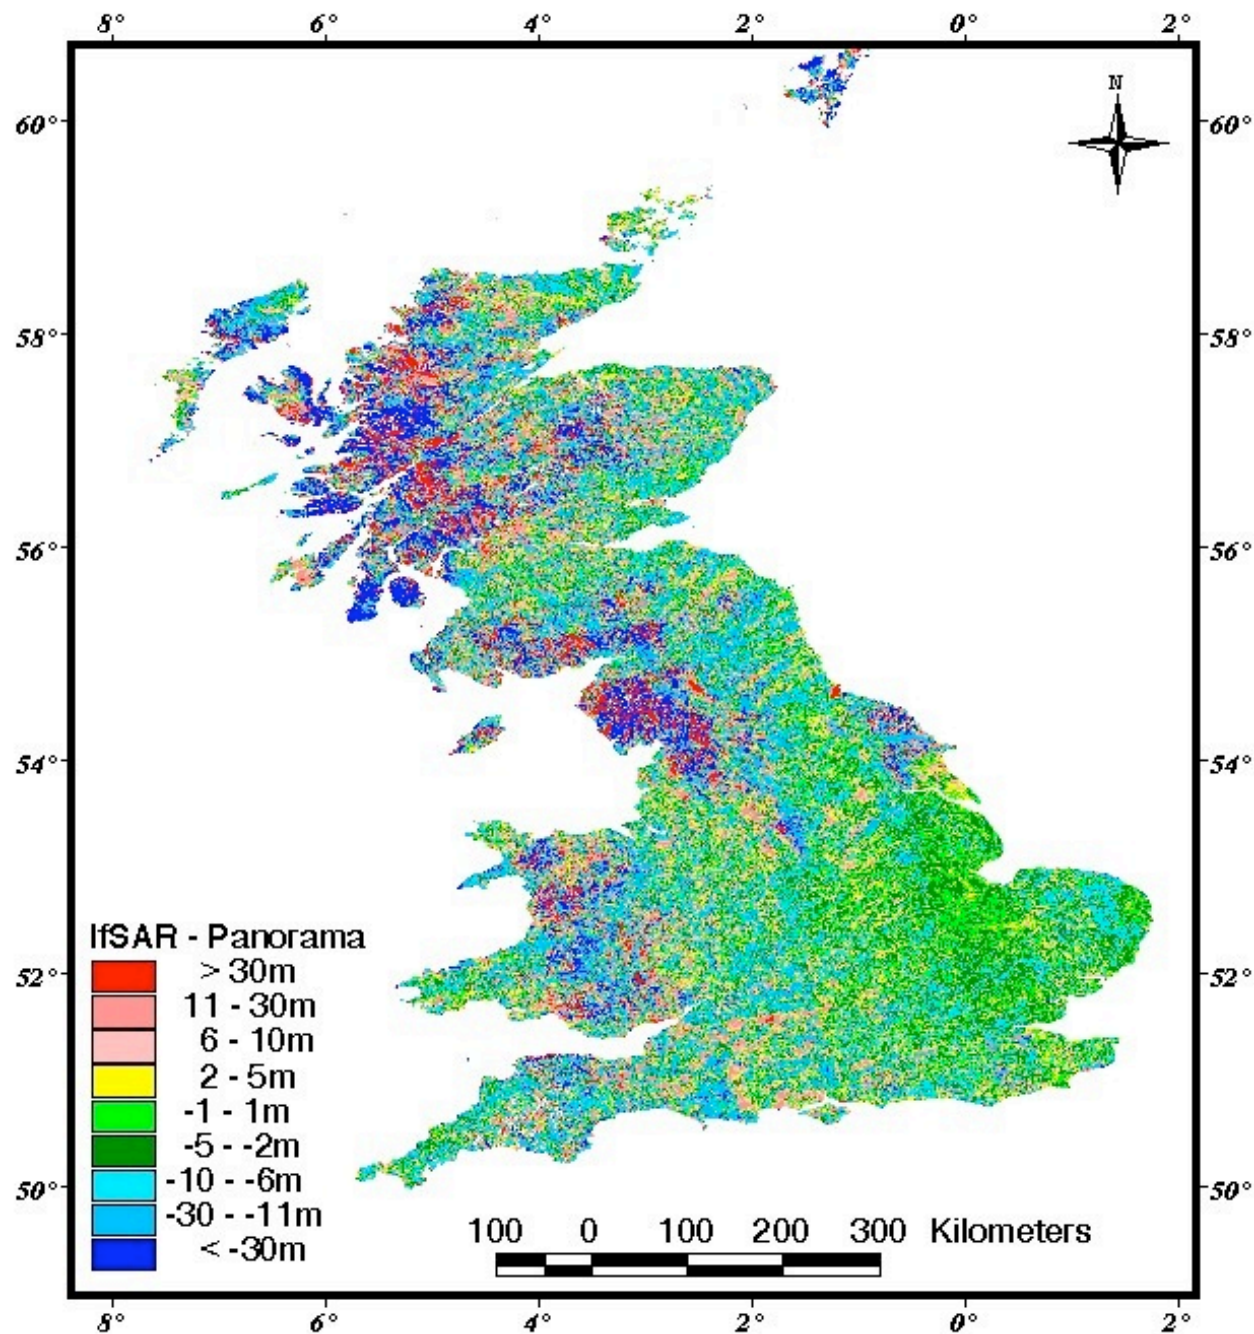 8° 6° 4° 2° 0° 2°
N
60° 60°
58° 58°
56° 56°
54° 54°
IfSAR - Panorama
> 30m
52° 52°
11 - 30m
6 - 10m
2 - 5m
-1 - 1m
-5 - -2m
-10 - -6m
50° 50°
-30 - -11m
< -30m
100 0 100 200 300 Kilometers
8° 6° 4° 2° 0° 2°